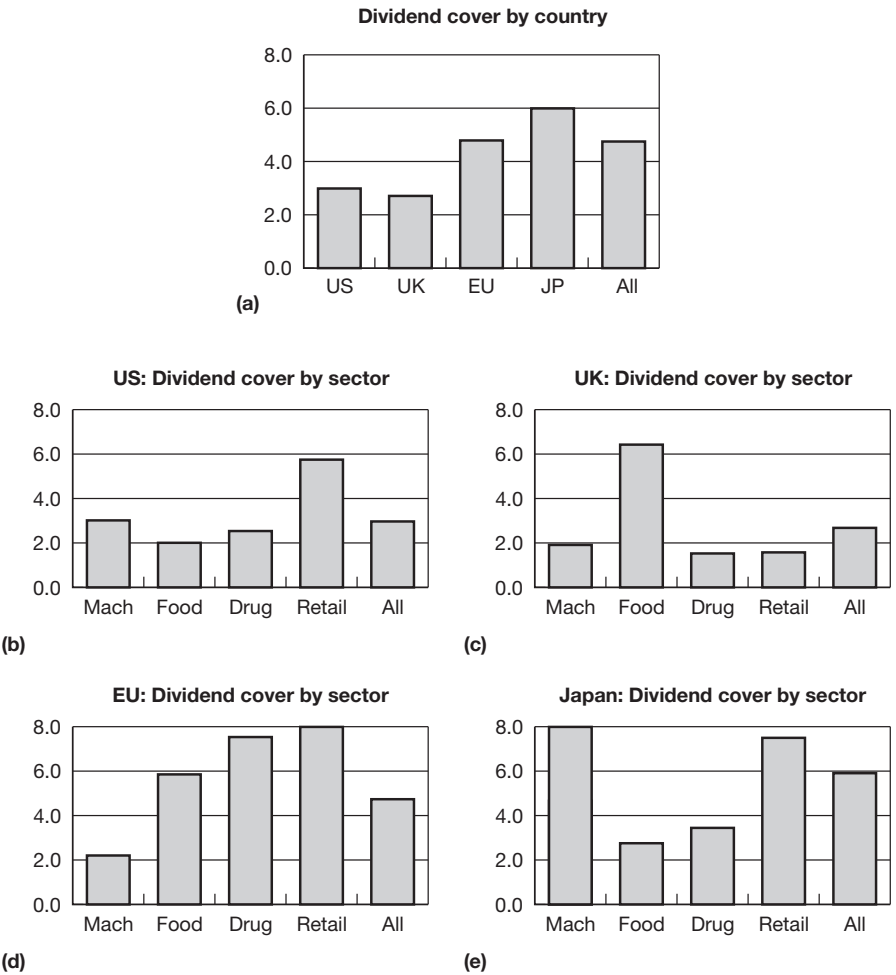 Dividend cover by country
8.0
6.0
4.0
2.0
0.0
US UK EU JP All
(a)
US: Dividend cover by sector
8.0
6.0
4.0
2.0
0.0
Mach Food Drug Retail All
(b)
UK: Dividend cover by sector
8.0
6.0
4.0
2.0
0.0
Mach Food Drug Retail All
(c)
EU: Dividend cover by sector
8.0
6.0
4.0
2.0
0.0
Mach Food Drug Retail All
(d)
Japan: Dividend cover by sector
8.0
6.0
4.0
2.0
0.0
Mach Food Drug Retail All
(e)